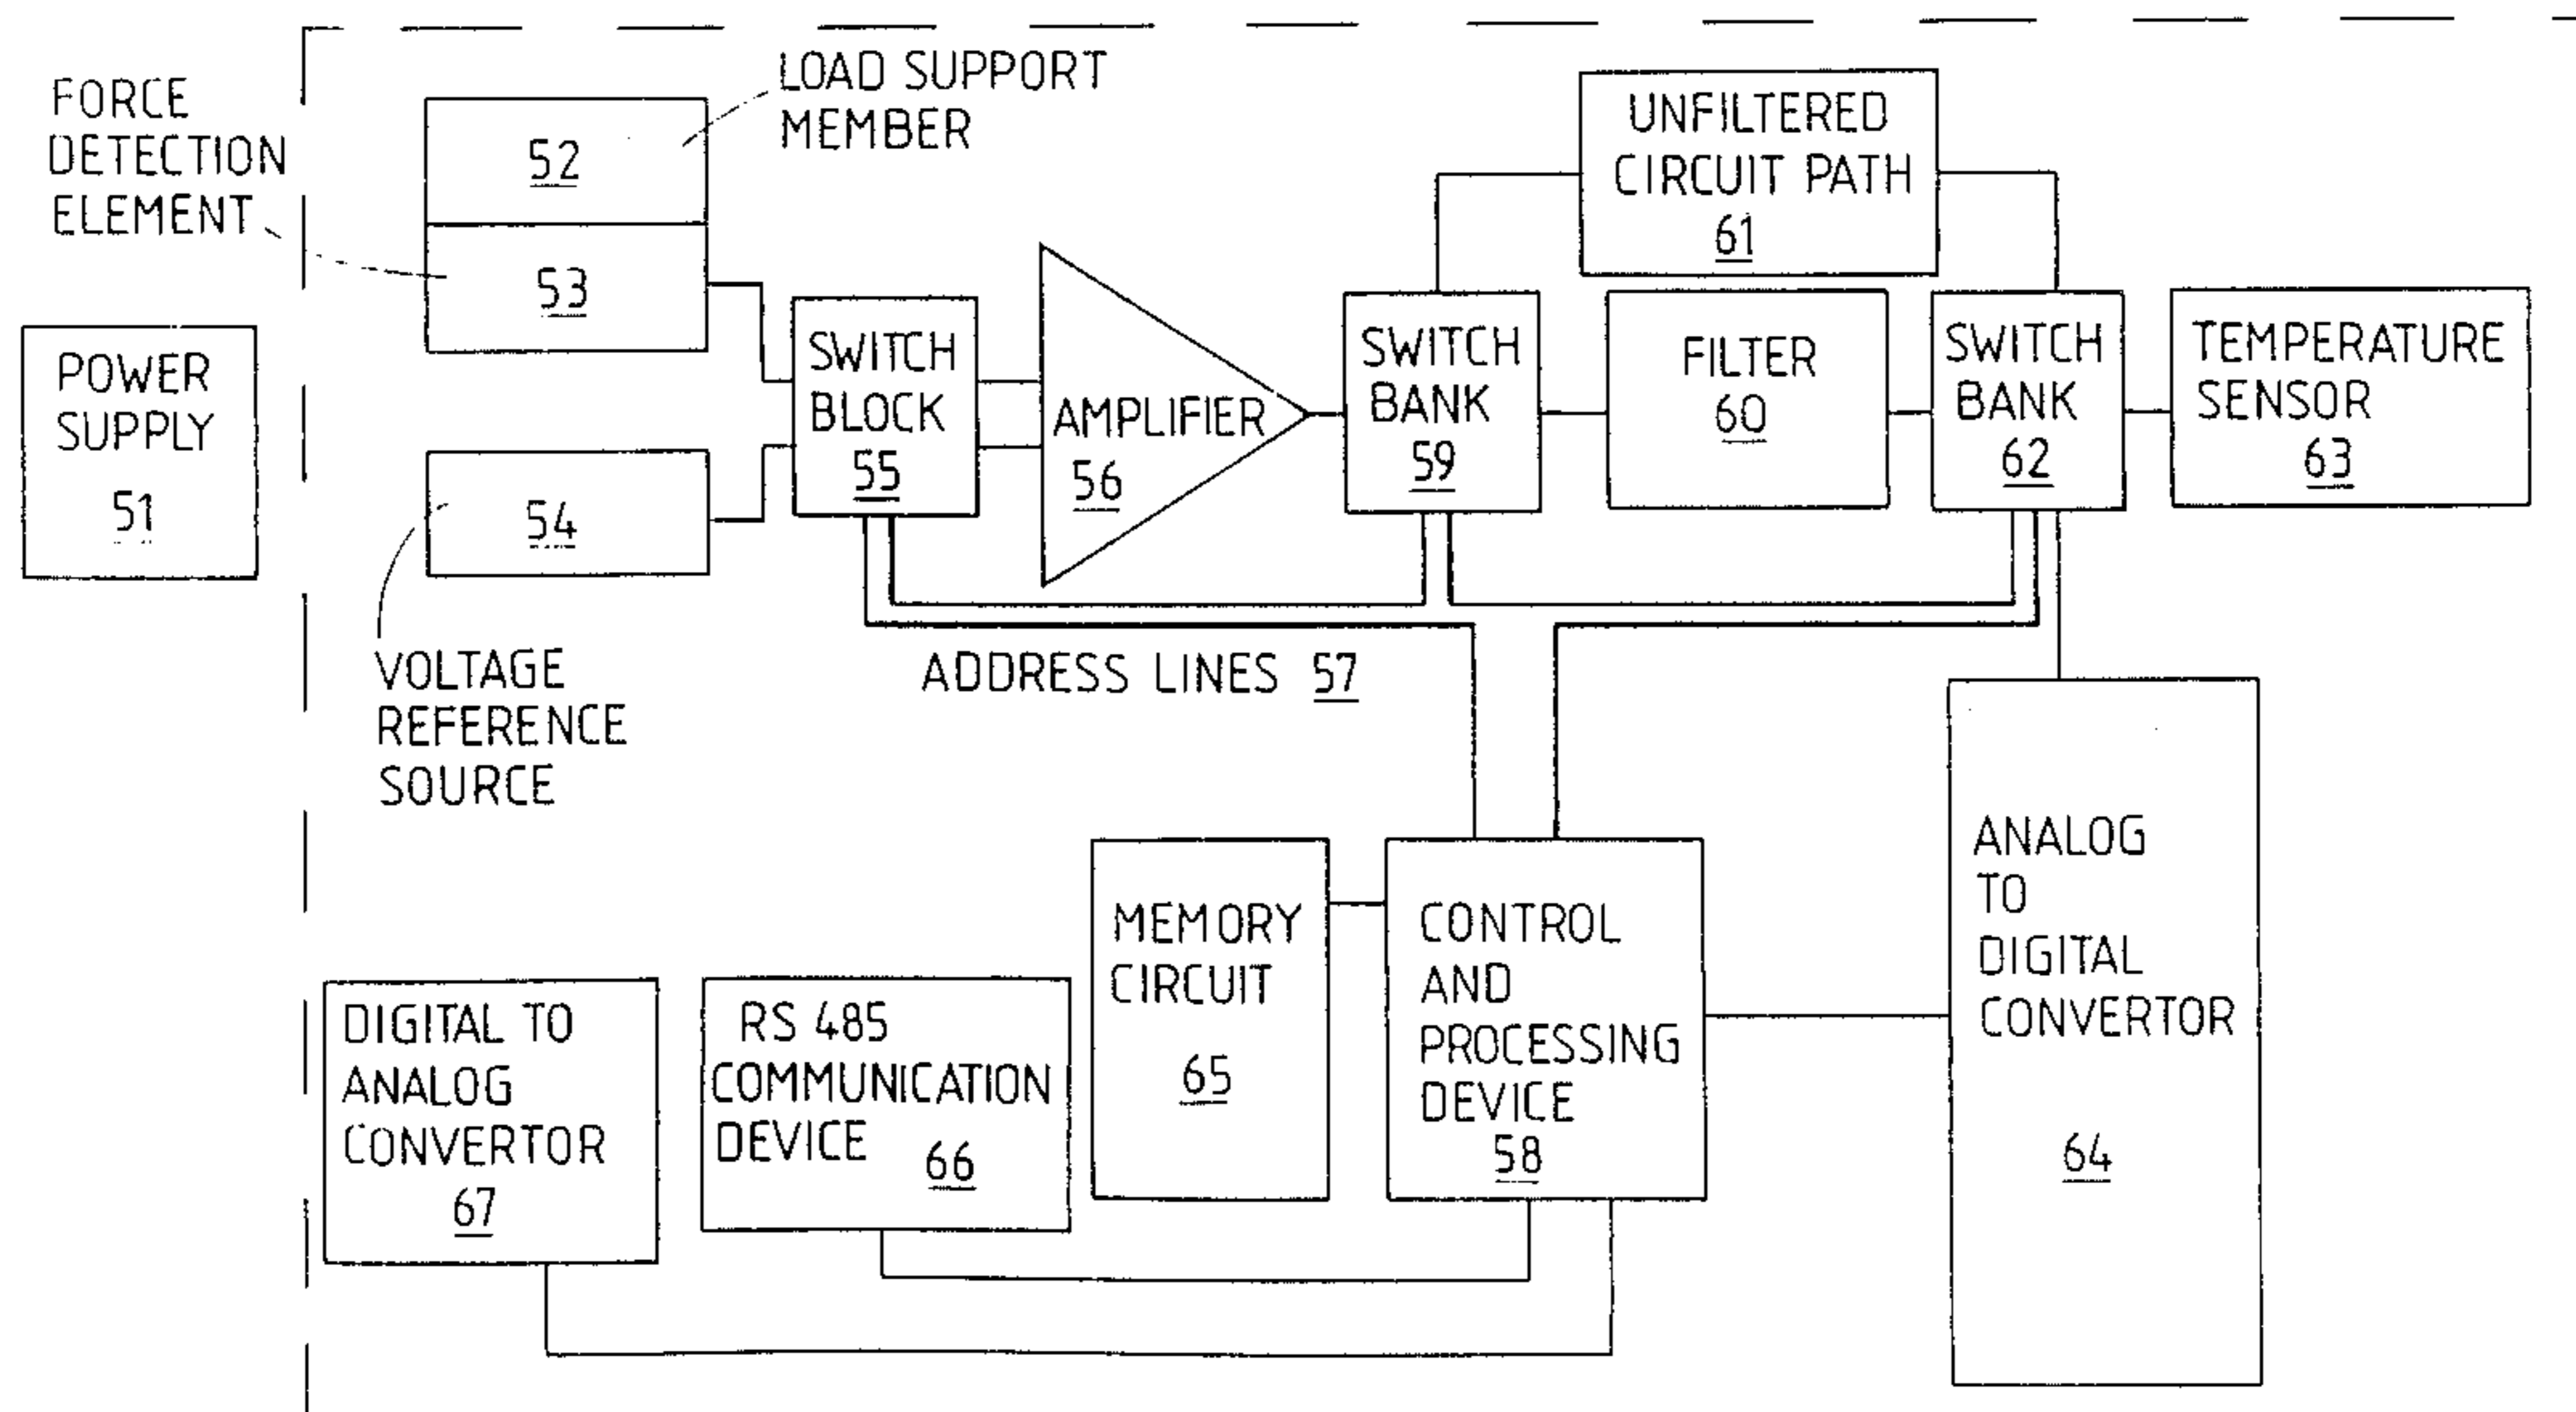 FORCE
DETECTION
ELEMENT
LOAD SUPPORT
MEMBER
52
53
POWER
SUPPLY
51
54
VOLTAGE
REFERENCE
SOURCE
SWITCH
BLOCK
55
AMPLIFIER
56
SWITCH
BANK
59
UNFILTERED
CIRCUIT PATH
61
FILTER
60
SWITCH
BANK
62
TEMPERATURE
SENSOR
63
ADDRESS LINES 57
DIGITAL TO
ANALOG
CONVERTOR
67
RS 485
COMMUNICATION
DEVICE 66
MEMORY
CIRCUIT
65
CONTROL
AND
PROCESSING
DEVICE
58
ANALOG
TO
DIGITAL
CONVERTOR
64